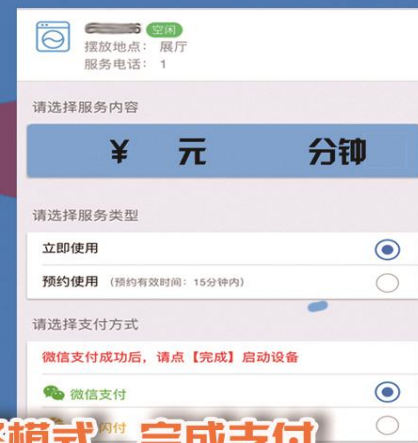 空闲
摆放地点： 展厅
服务电话： 1
请选择服务内容
¥ 元 分钟
请选择服务类型
立即使用
预约使用 （预约有效时间：15分钟内）
请选择支付方式
微信支付成功后，请点【完成】启动设备
微信支付
闪付
模式 完成支付